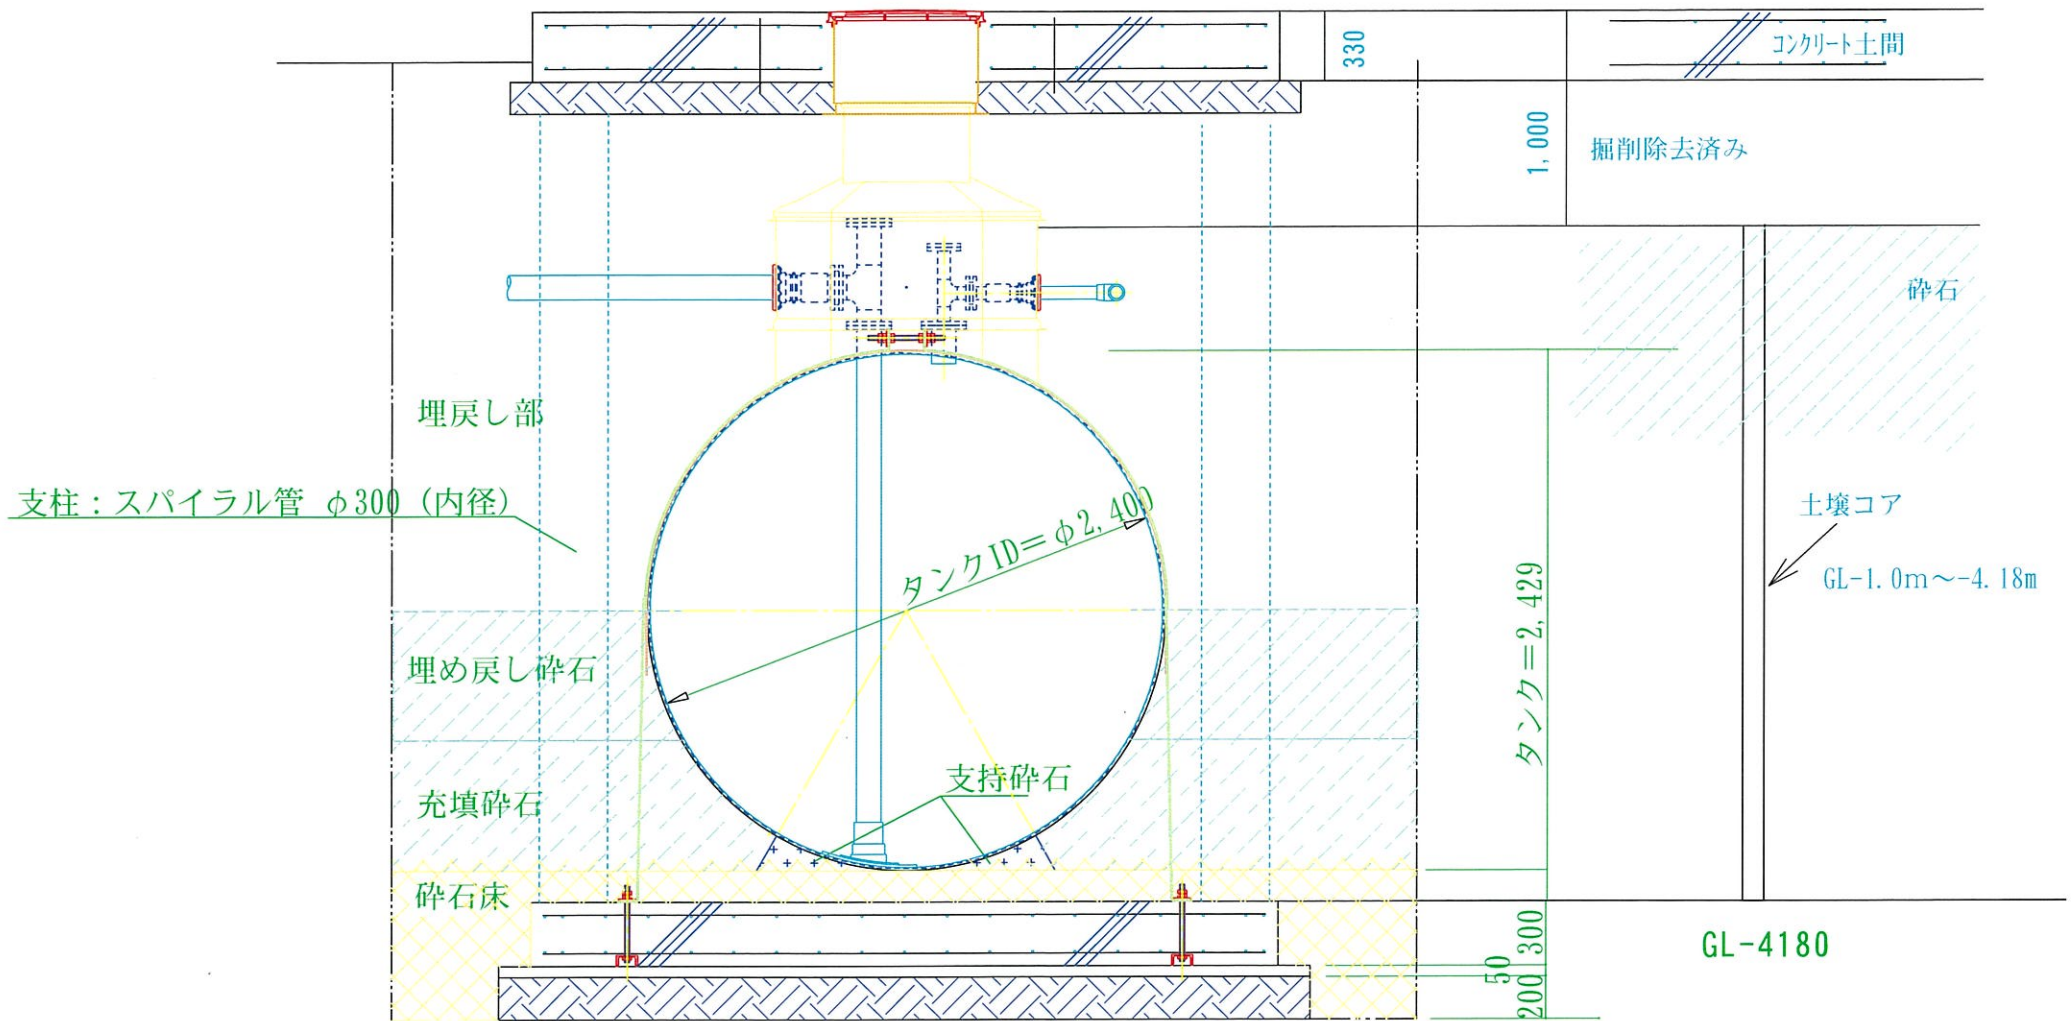 330
コンクリート土間
1,000
掘削除去済み
砕石
埋戻し部
支柱：スパイラル管 φ300（内径）
タンクID＝φ2,400
土壌コア
GL-1.0m～-4.18m
タンク＝2,429
埋め戻し砕石
支持砕石
充填砕石
砕石床
300
50
200
GL-4180